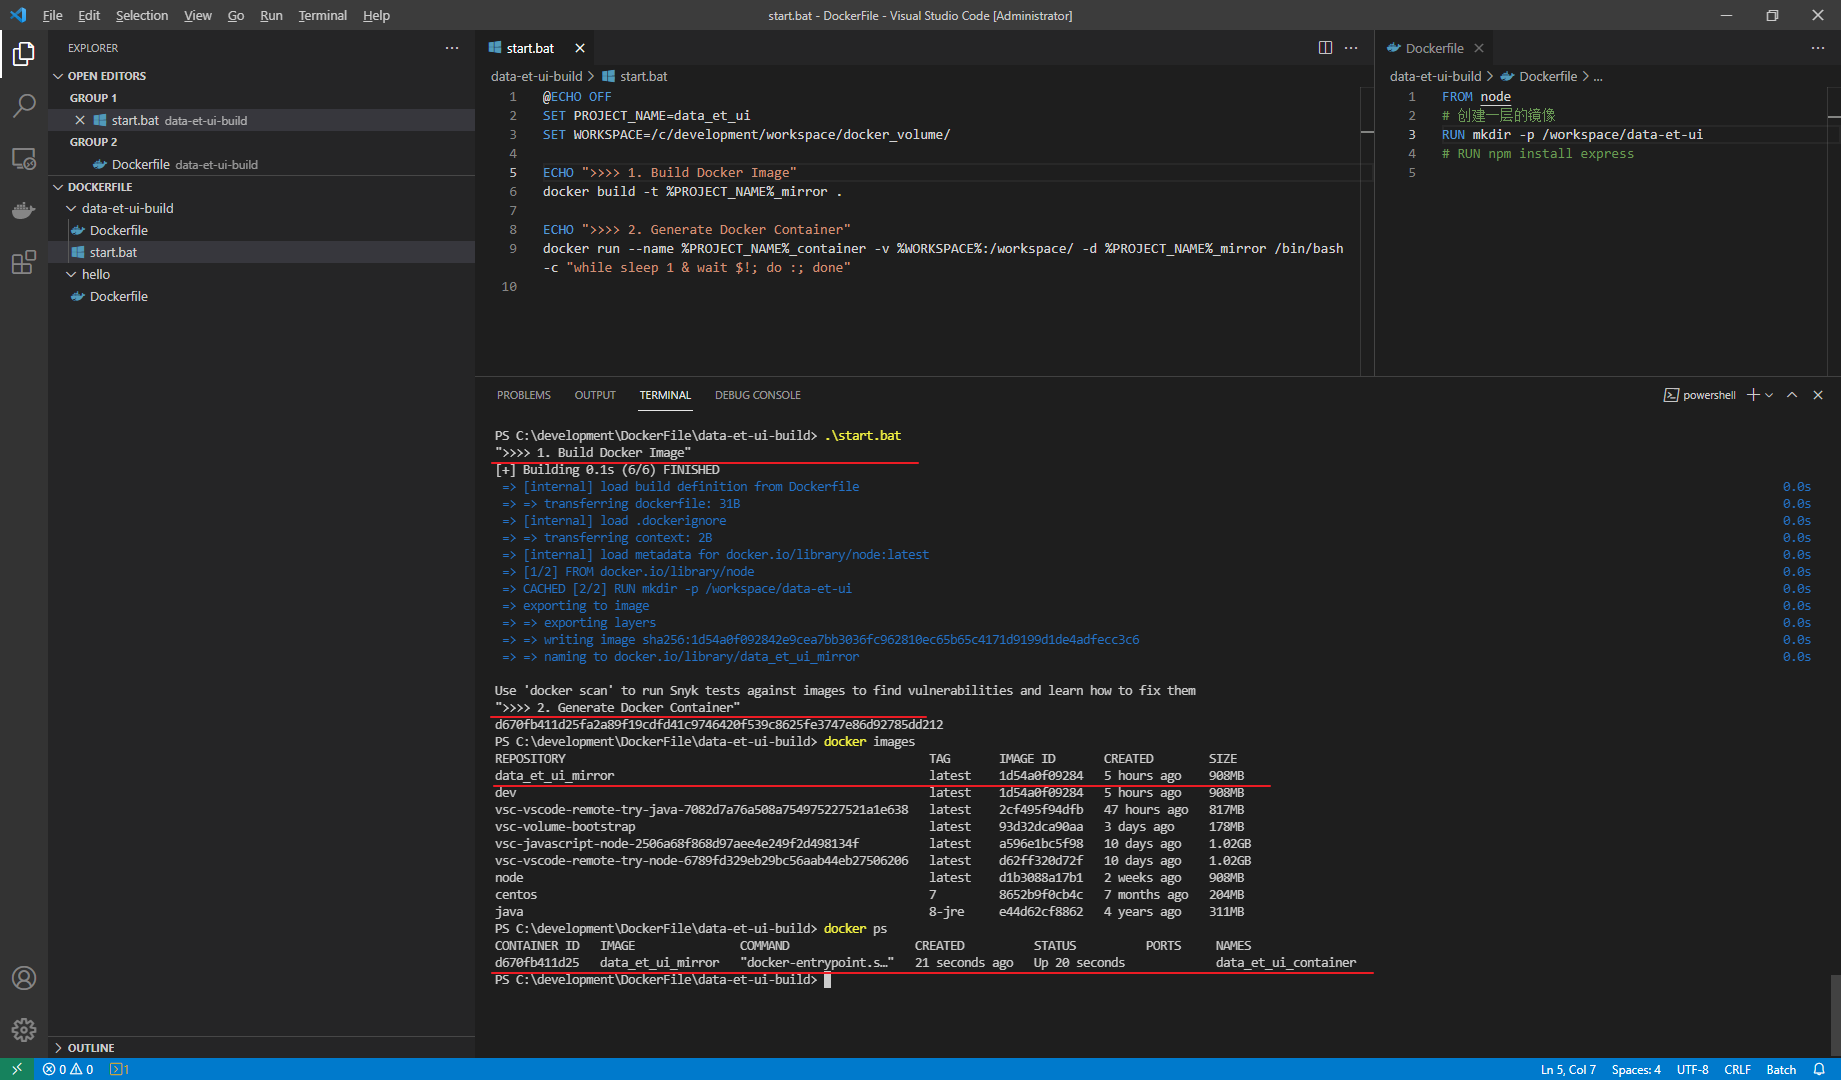 File Edit Selection View Go Run Terminal Help
start.bat - DockerFile - Visual Studio Code [Administrator]
EXPLORER
OPEN EDITORS
GROUP 1
start.bat data-et-ui-build
GROUP 2
Dockerfile data-et-ui-build
DOCKERFILE
data-et-ui-build
Dockerfile
start.bat
hello
Dockerfile
OUTLINE
start.bat
data-et-ui-build > start.bat
1 @ECHO OFF
2 SET PROJECT_NAME=data_et_ui
3 SET WORKSPACE=/c/development/workspace/docker_volume/
4
5 ECHO ">>>> 1. Build Docker Image"
6 docker build -t %PROJECT_NAME%_mirror .
7
8 ECHO ">>>> 2. Generate Docker Container"
9 docker run --name %PROJECT_NAME%_container -v %WORKSPACE%:/workspace/ -d %PROJECT_NAME%_mirror /bin/bash
-c "while sleep 1 & wait $!; do :; done"
10
Dockerfile
data-et-ui-build > Dockerfile > ...
1 FROM node
2 # 创建一层的镜像
3 RUN mkdir -p /workspace/data-et-ui
4 # RUN npm install express
5
PROBLEMS OUTPUT TERMINAL DEBUG CONSOLE
powershell
PS C:\development\DockerFile\data-et-ui-build> .\start.bat
">>>> 1. Build Docker Image"
[+] Building 0.1s (6/6) FINISHED
=> [internal] load build definition from Dockerfile 0.0s
=> => transferring dockerfile: 31B 0.0s
=> [internal] load .dockerignore 0.0s
=> => transferring context: 2B 0.0s
=> [internal] load metadata for docker.io/library/node:latest 0.0s
=> [1/2] FROM docker.io/library/node 0.0s
=> CACHED [2/2] RUN mkdir -p /workspace/data-et-ui 0.0s
=> exporting to image 0.0s
=> => exporting layers 0.0s
=> => writing image sha256:1d54a0f092842e9cea7bb3036fc962810ec65b65c4171d9199d1de4adfecc3c6 0.0s
=> => naming to docker.io/library/data_et_ui_mirror 0.0s
Use 'docker scan' to run Snyk tests against images to find vulnerabilities and learn how to fix them
">>>> 2. Generate Docker Container"
d670fb411d25fa2a89f19cdfd41c9746420f539c8625fe3747e86d92785dd212
PS C:\development\DockerFile\data-et-ui-build> docker images
REPOSITORY TAG IMAGE ID CREATED SIZE
data_et_ui_mirror latest 1d54a0f09284 5 hours ago 908MB
dev latest 1d54a0f09284 5 hours ago 908MB
vsc-vscode-remote-try-java-7082d7a76a508a754975227521a1e638 latest 2cf495f94dfb 47 hours ago 817MB
vsc-volume-bootstrap latest 93d32dca90aa 3 days ago 178MB
vsc-javascript-node-2506a68f868d97aee4e249f2d498134f latest a596e1bc5f98 10 days ago 1.02GB
vsc-vscode-remote-try-node-6789fd329eb29bc56aab44eb27506206 latest d62ff320d72f 10 days ago 1.02GB
node latest d1b3088a17b1 2 weeks ago 908MB
centos 7 8652b9f0cb4c 7 months ago 204MB
java 8-jre e44d62cf8862 4 years ago 311MB
PS C:\development\DockerFile\data-et-ui-build> docker ps
CONTAINER ID IMAGE COMMAND CREATED STATUS PORTS NAMES
d670fb411d25 data_et_ui_mirror "docker-entrypoint.s…" 21 seconds ago Up 20 seconds data_et_ui_container
PS C:\development\DockerFile\data-et-ui-build>
0 0 1
Ln 5, Col 7 Spaces: 4 UTF-8 CRLF Batch